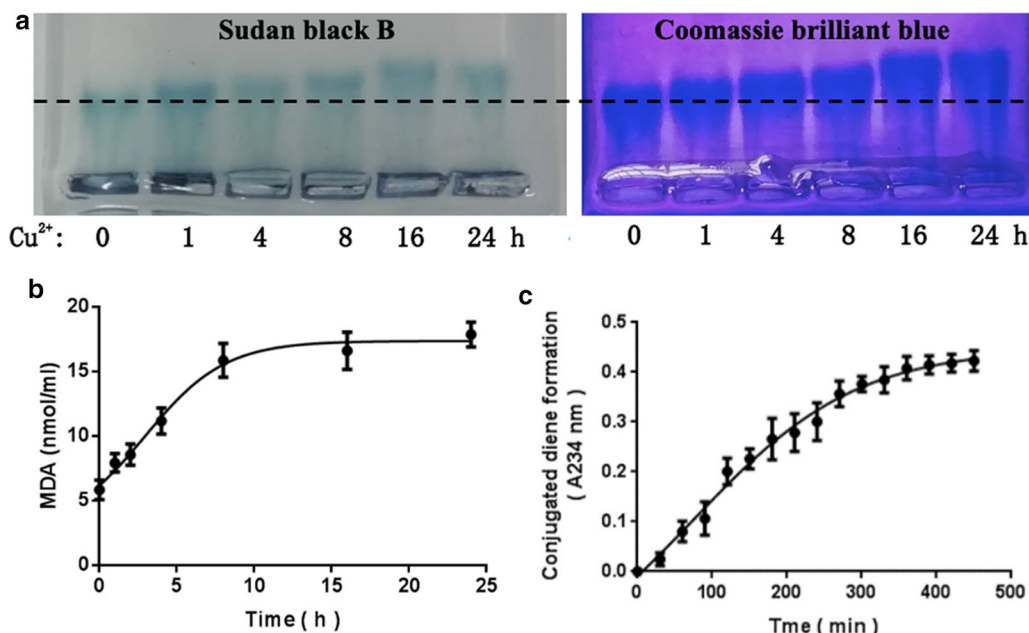 a
Sudan black B
Coomassie brilliant blue
Cu²⁺: 0 1 4 8 16 24 h
0 1 4 8 16 24 h
b
20
15
10
5
0
MDA (nmol/ml)
0 5 10 15 20 25
Time ( h )
c
0.5
0.4
0.3
0.2
0.1
0.0
Conjugated diene formation
( A234 nm )
0 100 200 300 400 500
Tme ( min )